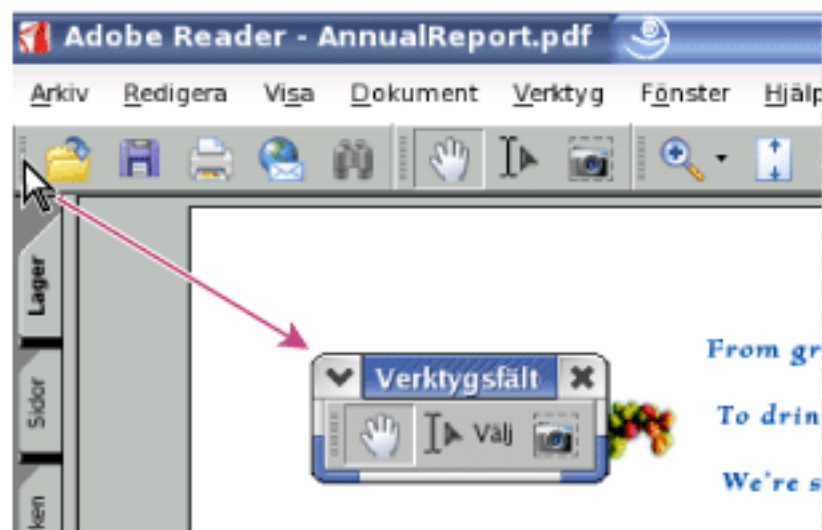 Adobe Reader - AnnualReport.pdf
Arkiv Redigera Visa Dokument Verktyg Fönster Hjälp
Lager
Sidor
Verktygsfält
Välj
From gr
To drin
We're s